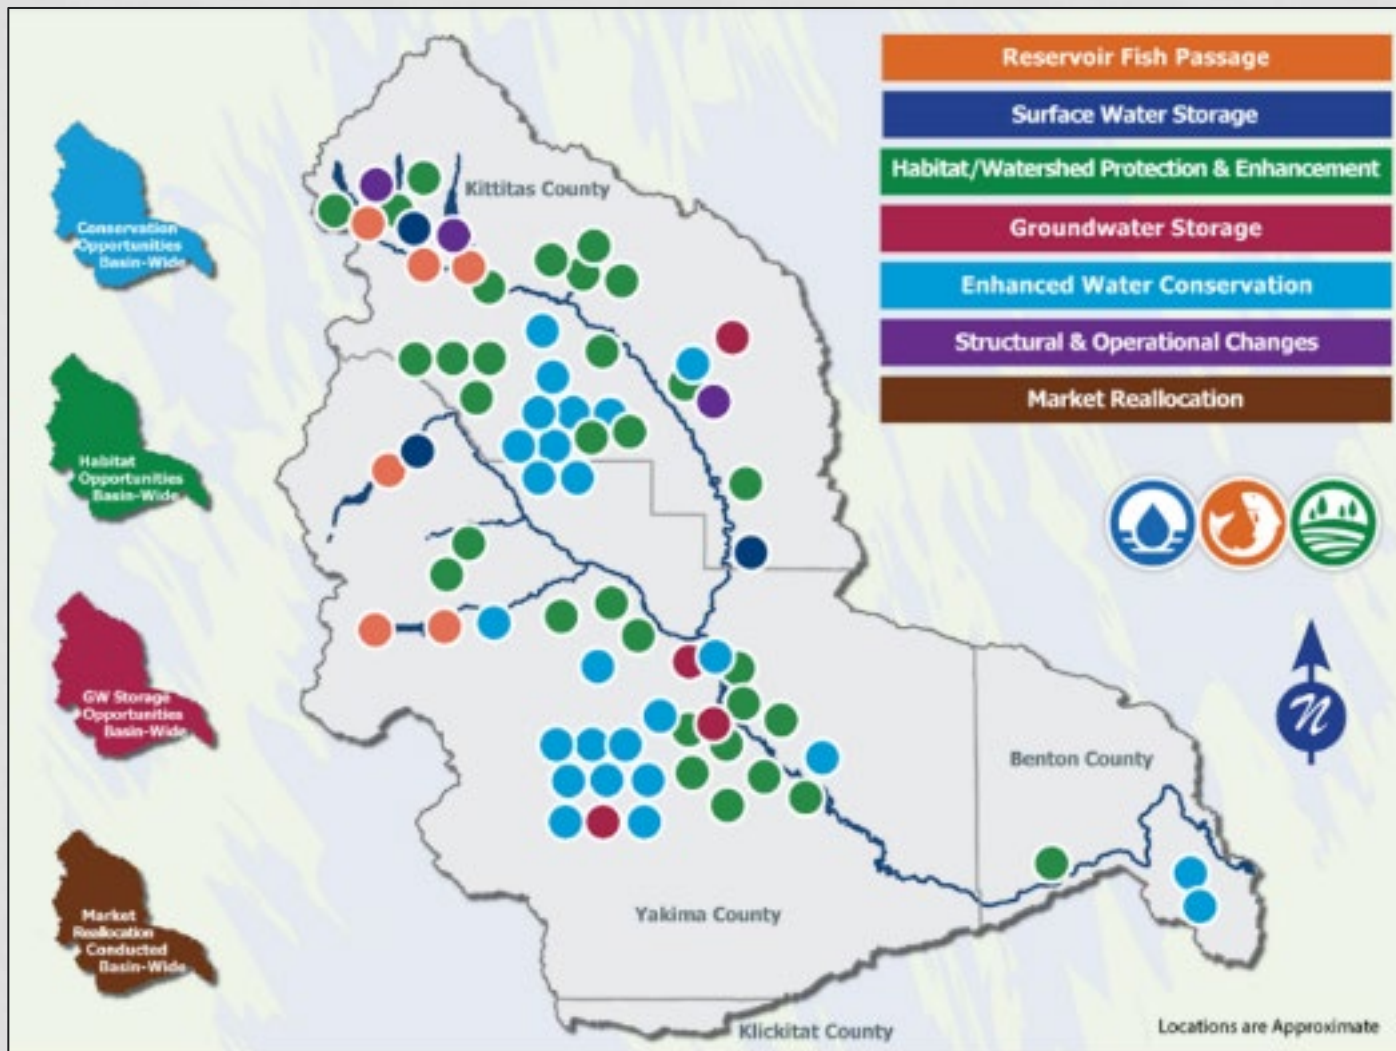 Reservoir Fish Passage
Surface Water Storage
Habitat/Watershed Protection & Enhancement
Groundwater Storage
Enhanced Water Conservation
Structural & Operational Changes
Market Reallocation
Conservation
Opportunities
Basin-Wide
Habitat
Opportunities
Basin-Wide
GW Storage
Opportunities
Basin-Wide
Market
Reallocation
Conducted
Basin-Wide
Kittitas County
Benton County
Yakima County
Klickitat County
N
Locations are Approximate